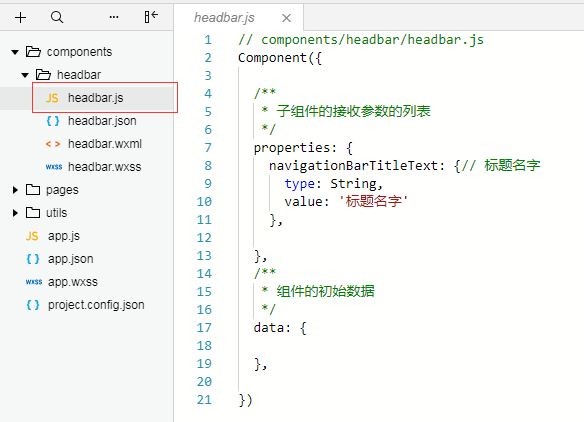 components
headbar
JS headbar.js
{ } headbar.json
< > headbar.wxml
wxss headbar.wxss
pages
utils
JS app.js
{ } app.json
wxss app.wxss
{ } project.config.json
headbar.js ×
1 // components/headbar/headbar.js
2 Component({
3
4 /**
5 * 子组件的接收参数的列表
6 */
7 properties: {
8 navigationBarTitleText: {// 标题名字
9 type: String,
10 value: '标题名字'
11 },
12
13 },
14 /**
15 * 组件的初始数据
16 */
17 data: {
18
19 },
20
21 })